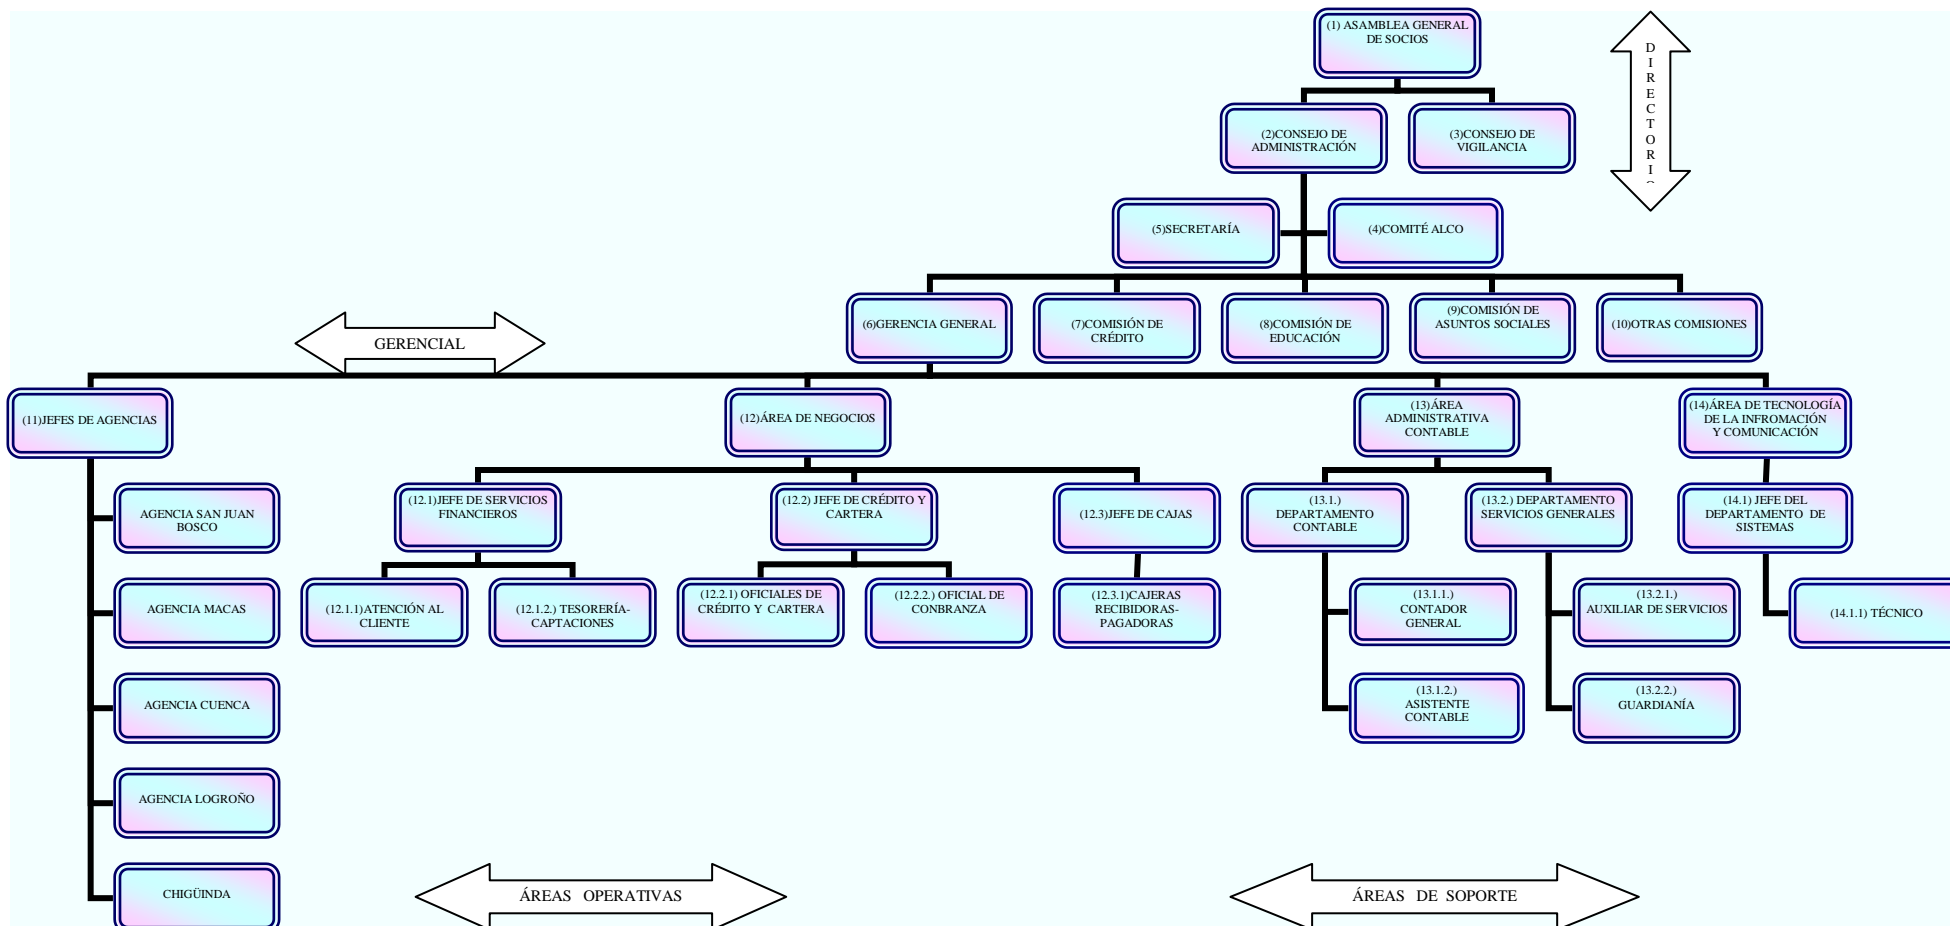 (1) ASAMBLEA GENERAL
DE SOCIOS
D
I
R
E
C
T
O
R
I
(2)CONSEJO DE
ADMINISTRACIÓN
(3)CONSEJO DE
VIGILANCIA
(5)SECRETARÍA
(4)COMITÉ ALCO
(6)GERENCIA GENERAL
(7)COMISIÓN DE
CRÉDITO
(8)COMISIÓN DE
EDUCACIÓN
(9)COMISIÓN DE
ASUNTOS SOCIALES
(10)OTRAS COMISIONES
GERENCIAL
(11)JEFES DE AGENCIAS
(12)ÁREA DE NEGOCIOS
(13)ÁREA
ADMINISTRATIVA
CONTABLE
(14)ÁREA DE TECNOLOGÍA
DE LA INFROMACIÓN
Y COMUNICACIÓN
AGENCIA SAN JUAN
BOSCO
(12.1)JEFE DE SERVICIOS
FINANCIEROS
(12.2) JEFE DE CRÉDITO Y
CARTERA
(12.3)JEFE DE CAJAS
(13.1.)
DEPARTAMENTO
CONTABLE
(13.2.) DEPARTAMENTO
SERVICIOS GENERALES
(14.1) JEFE DEL
DEPARTAMENTO DE
SISTEMAS
AGENCIA MACAS
(12.1.1)ATENCIÓN AL
CLIENTE
(12.1.2.) TESORERÍA-
CAPTACIONES
(12.2.1) OFICIALES DE
CRÉDITO Y CARTERA
(12.2.2.) OFICIAL DE
CONBRANZA
(12.3.1)CAJERAS
RECIBIDORAS-
PAGADORAS
(13.1.1.)
CONTADOR
GENERAL
(13.2.1.)
AUXILIAR DE SERVICIOS
(14.1.1) TÉCNICO
AGENCIA CUENCA
(13.1.2.)
ASISTENTE
CONTABLE
(13.2.2.)
GUARDIANÍA
AGENCIA LOGROÑO
CHIGÜINDA
ÁREAS OPERATIVAS
ÁREAS DE SOPORTE